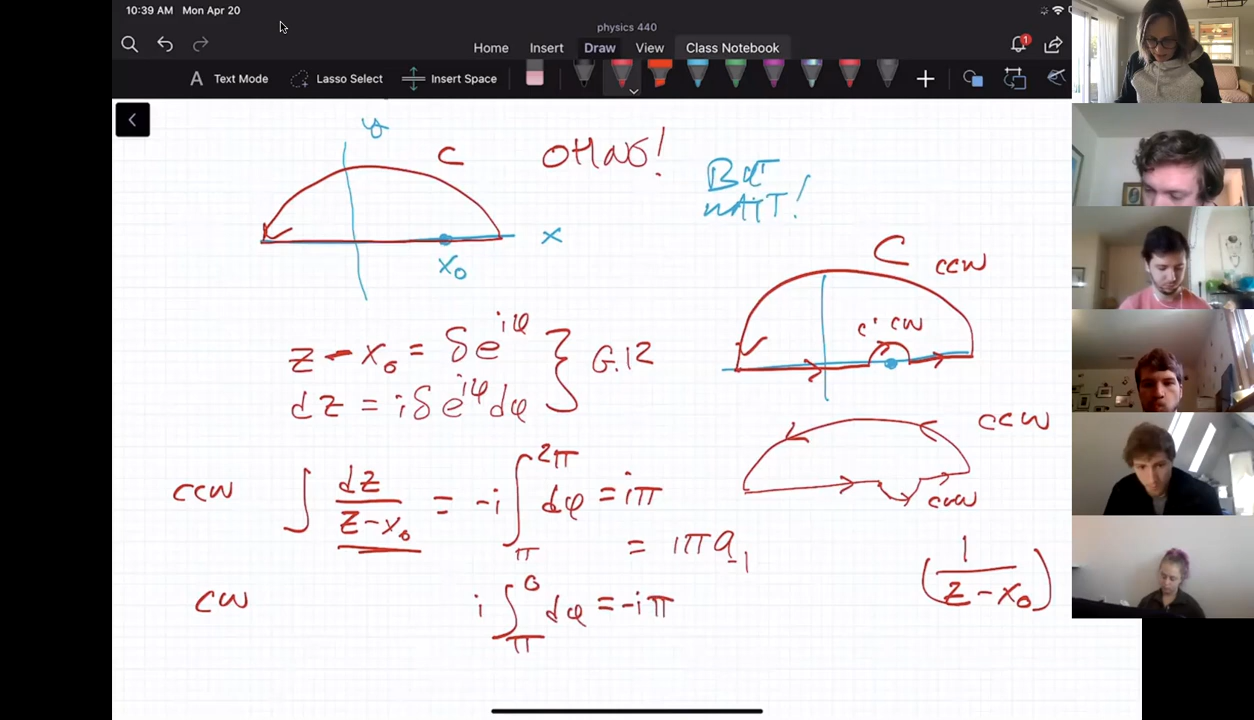 10:39 AM Mon Apr 20
physics 440
Home Insert Draw View Class Notebook
1
A Text Mode Lasso Select Insert Space
y
C
OH NO!
BUT
WAIT!
x
x₀
C ccw
c' cw
z - x₀ = δe^{iφ}
dz = iδe^{iφ}dφ } G.12
ccw
ccw
ccw ∫ dz/(z-x₀) = -i ∫_π^{2π} dφ = iπ
= iπa₋₁
(1/(z-x₀))
cw i ∫_π^0 dφ = -iπ